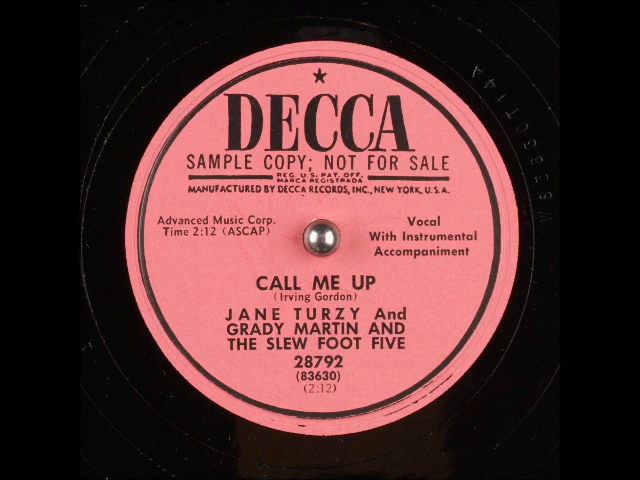 DECCA
SAMPLE COPY; NOT FOR SALE
REG. U.S. PAT. OFF.
MARCA REGISTRADA
MANUFACTURED BY DECCA RECORDS, INC., NEW YORK, U.S.A.
Advanced Music Corp.
Time 2:12 (ASCAP)
Vocal
With Instrumental
Accompaniment
CALL ME UP
(Irving Gordon)
JANE TURZY And
GRADY MARTIN AND
THE SLEW FOOT FIVE
28792
(83630)
(2:12)